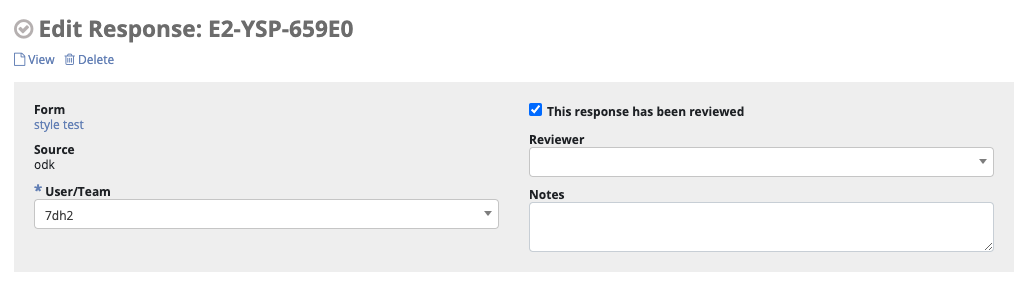 Edit Response: E2-YSP-659E0
View Delete
Form
style test
Source
odk
* User/Team
7dh2
This response has been reviewed
Reviewer
Notes